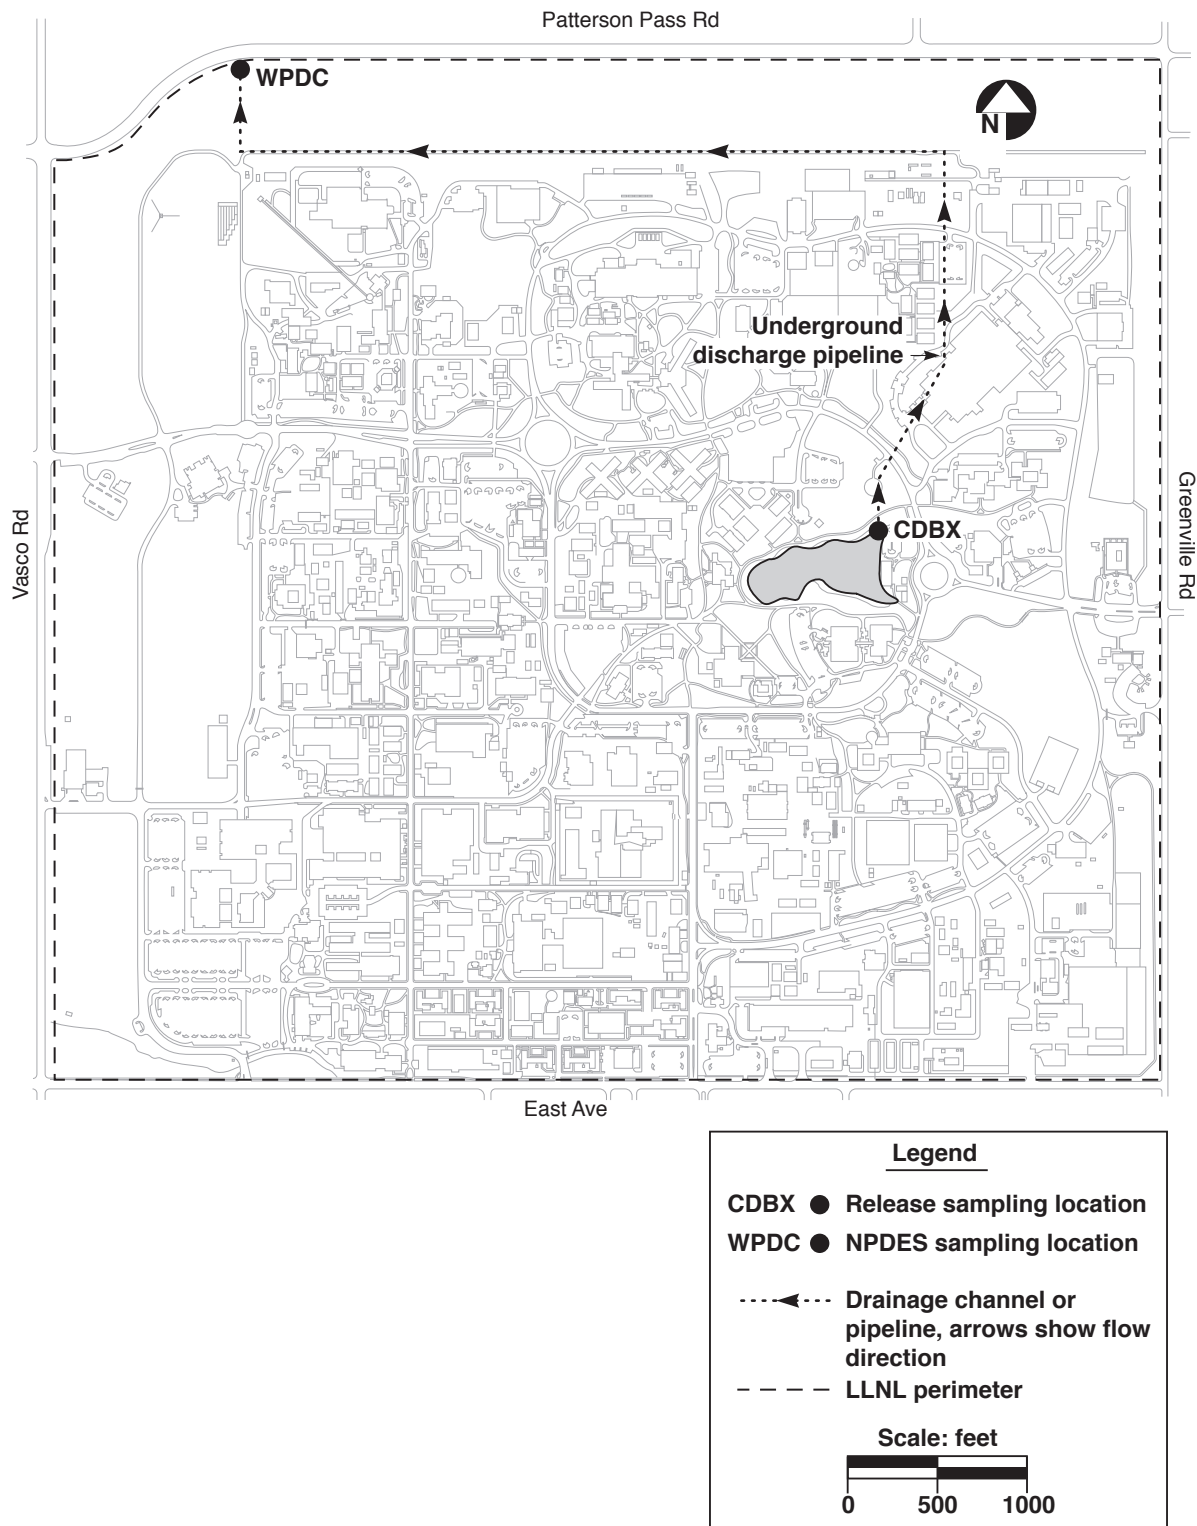 Patterson Pass Rd
WPDC
N
Underground
discharge pipeline
CDBX
Vasco Rd
Greenville Rd
East Ave
Legend
CDBX Release sampling location
WPDC NPDES sampling location
Drainage channel or
pipeline, arrows show flow
direction
LLNL perimeter
Scale: feet
0 500 1000